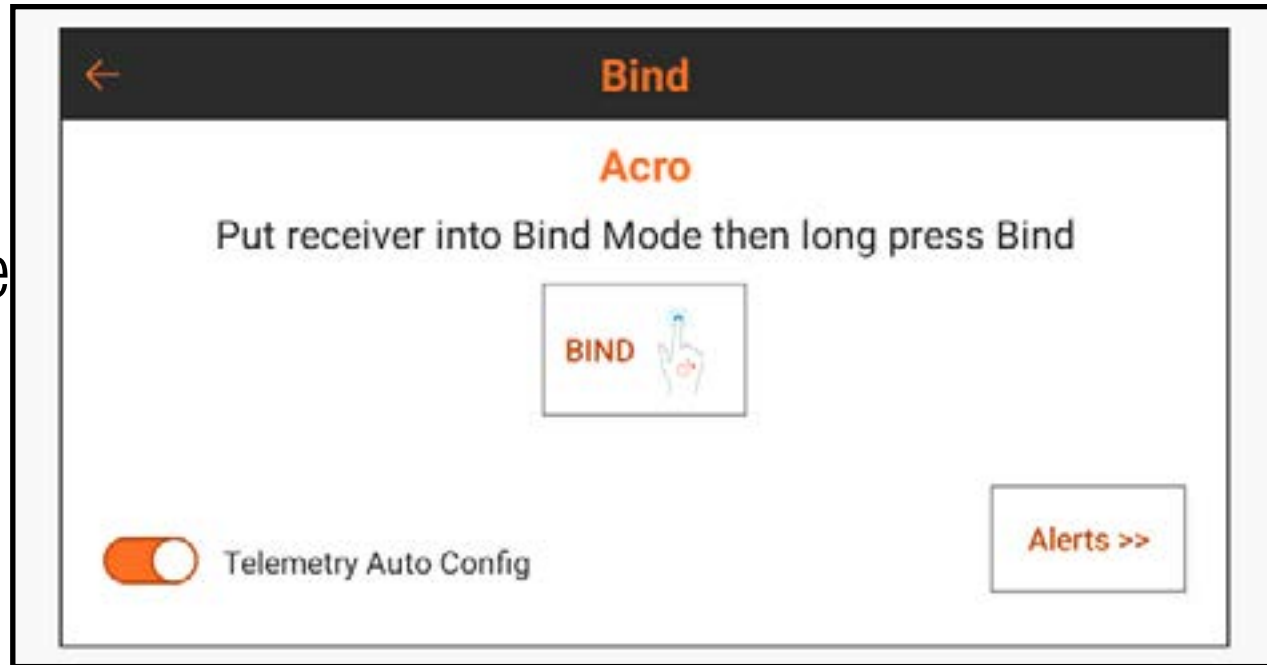 Bind
Acro
Put receiver into Bind Mode then long press Bind
e
BIND
Alerts >>
Telemetry Auto Config